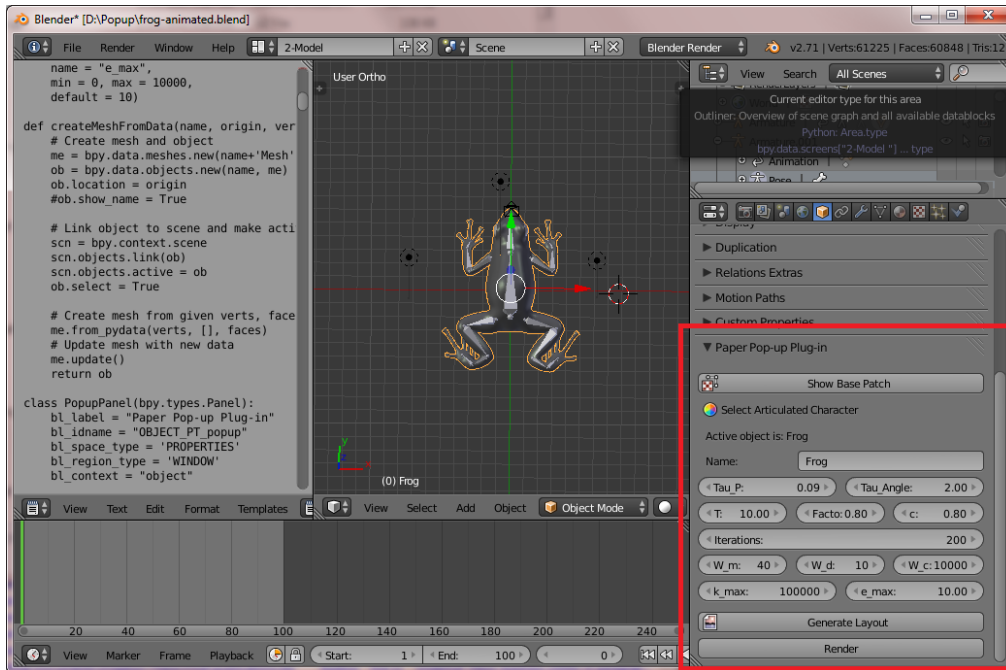 Blender* [D:\Popup\frog-animated.blend]
File Render Window Help 2-Model Scene Blender Render v2.71 | Verts:61225 | Faces:60848 | Tris:12
name = "e_max",
min = 0, max = 10000,
default = 10)
def createMeshFromData(name, origin, ver
# Create mesh and object
me = bpy.data.meshes.new(name+'Mesh'
ob = bpy.data.objects.new(name, me)
ob.location = origin
#ob.show_name = True
# Link object to scene and make acti
scn = bpy.context.scene
scn.objects.link(ob)
scn.objects.active = ob
ob.select = True
# Create mesh from given verts, face
me.from_pydata(verts, [], faces)
# Update mesh with new data
me.update()
return ob
class PopupPanel(bpy.types.Panel):
bl_label = "Paper Pop-up Plug-in"
bl_idname = "OBJECT_PT_popup"
bl_space_type = 'PROPERTIES'
bl_region_type = 'WINDOW'
bl_context = "object"
View Text Edit Format Templates
User Ortho
y
(0) Frog
View Select Add Object Object Mode
View Search All Scenes
Current editor type for this area
Outliner: Overview of scene graph and all available datablocks
Python: Area.type
bpy.data.screens["2-Model "] ... type
Animation
Pose
Display
Duplication
Relations Extras
Motion Paths
Custom Properties
Paper Pop-up Plug-in
Show Base Patch
Select Articulated Character
Active object is: Frog
Name: Frog
Tau_P: 0.09 Tau_Angle: 2.00
T: 10.00 Facto: 0.80 c: 0.80
Iterations: 200
W_m: 40 W_d: 10 W_c: 10000
k_max: 100000 e_max: 10.00
Generate Layout
Render
20 40 60 80 100 120 140 160 180 200 220 240
View Marker Frame Playback Start: 1 End: 100 0